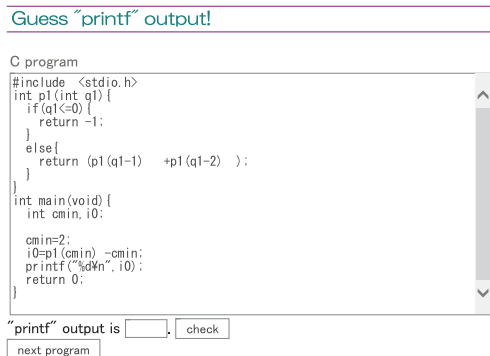 Guess "printf" output!
C program
#include <stdio.h>
int p1(int q1){
  if(q1<=0){
    return -1;
  }
  else{
    return (p1(q1-1)   +p1(q1-2)  );
  }
}
int main(void){
  int cmin,i0;

  cmin=2;
  i0=p1(cmin) -cmin;
  printf("%d¥n",i0);
  return 0;
}
"printf" output is . check
next program